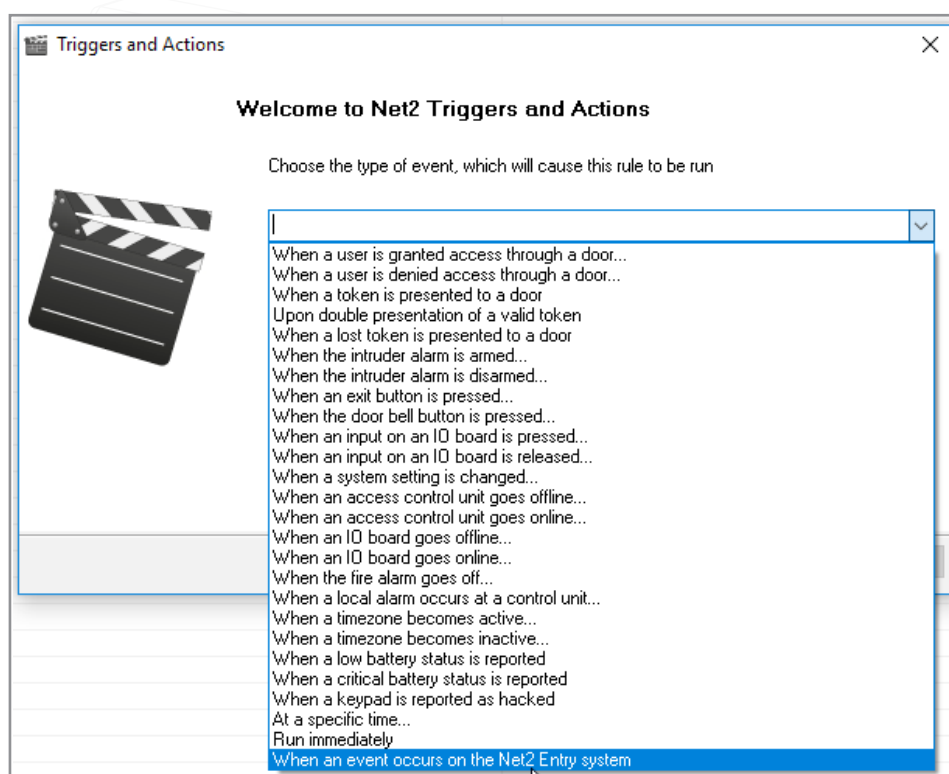 Triggers and Actions
Welcome to Net2 Triggers and Actions
Choose the type of event, which will cause this rule to be run
When a user is granted access through a door...
When a user is denied access through a door...
When a token is presented to a door
Upon double presentation of a valid token
When a lost token is presented to a door
When the intruder alarm is armed...
When the intruder alarm is disarmed...
When an exit button is pressed...
When the door bell button is pressed...
When an input on an IO board is pressed...
When an input on an IO board is released...
When a system setting is changed...
When an access control unit goes offline...
When an access control unit goes online...
When an IO board goes offline...
When an IO board goes online...
When the fire alarm goes off...
When a local alarm occurs at a control unit...
When a timezone becomes active...
When a timezone becomes inactive...
When a low battery status is reported
When a critical battery status is reported
When a keypad is reported as hacked
At a specific time...
Run immediately
When an event occurs on the Net2 Entry system